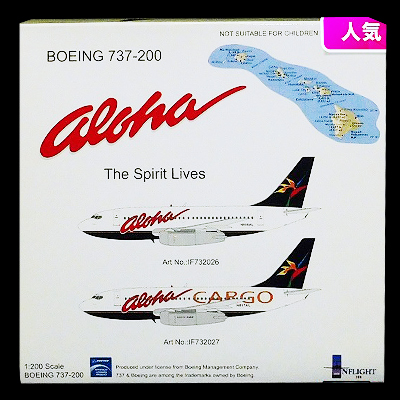 NOT SUITABLE FOR CHILDREN
人気
BOEING 737-200
Aloha
The Spirit Lives
Aloha
Art No.:IF732026
Aloha CARGO
Art No.:IF732027
1:200 Scale
BOEING 737-200
Produced under license from Boeing Management Company.
737 & Boeing are among the trademarks owned by Boeing.
INFLIGHT
200